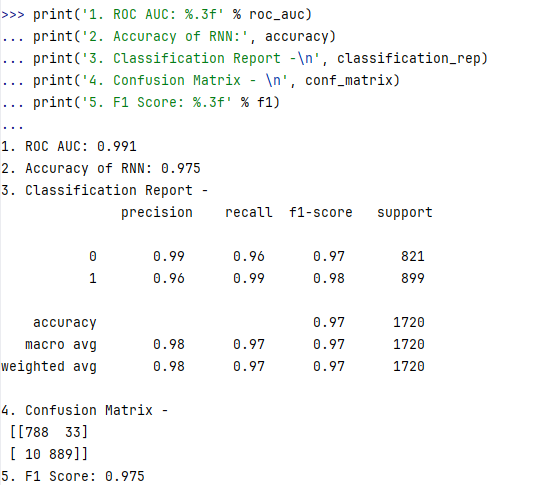 >>> print('1. ROC AUC: %.3f' % roc_auc)
... print('2. Accuracy of RNN:', accuracy)
... print('3. Classification Report -\n', classification_rep)
... print('4. Confusion Matrix - \n', conf_matrix)
... print('5. F1 Score: %.3f' % f1)
...
1. ROC AUC: 0.991
2. Accuracy of RNN: 0.975
3. Classification Report -
               precision    recall  f1-score   support

           0       0.99      0.96      0.97       821
           1       0.96      0.99      0.98       899

    accuracy                           0.97      1720
   macro avg       0.98      0.97      0.97      1720
weighted avg       0.98      0.97      0.97      1720

4. Confusion Matrix -
 [[788  33]
 [ 10 889]]
5. F1 Score: 0.975